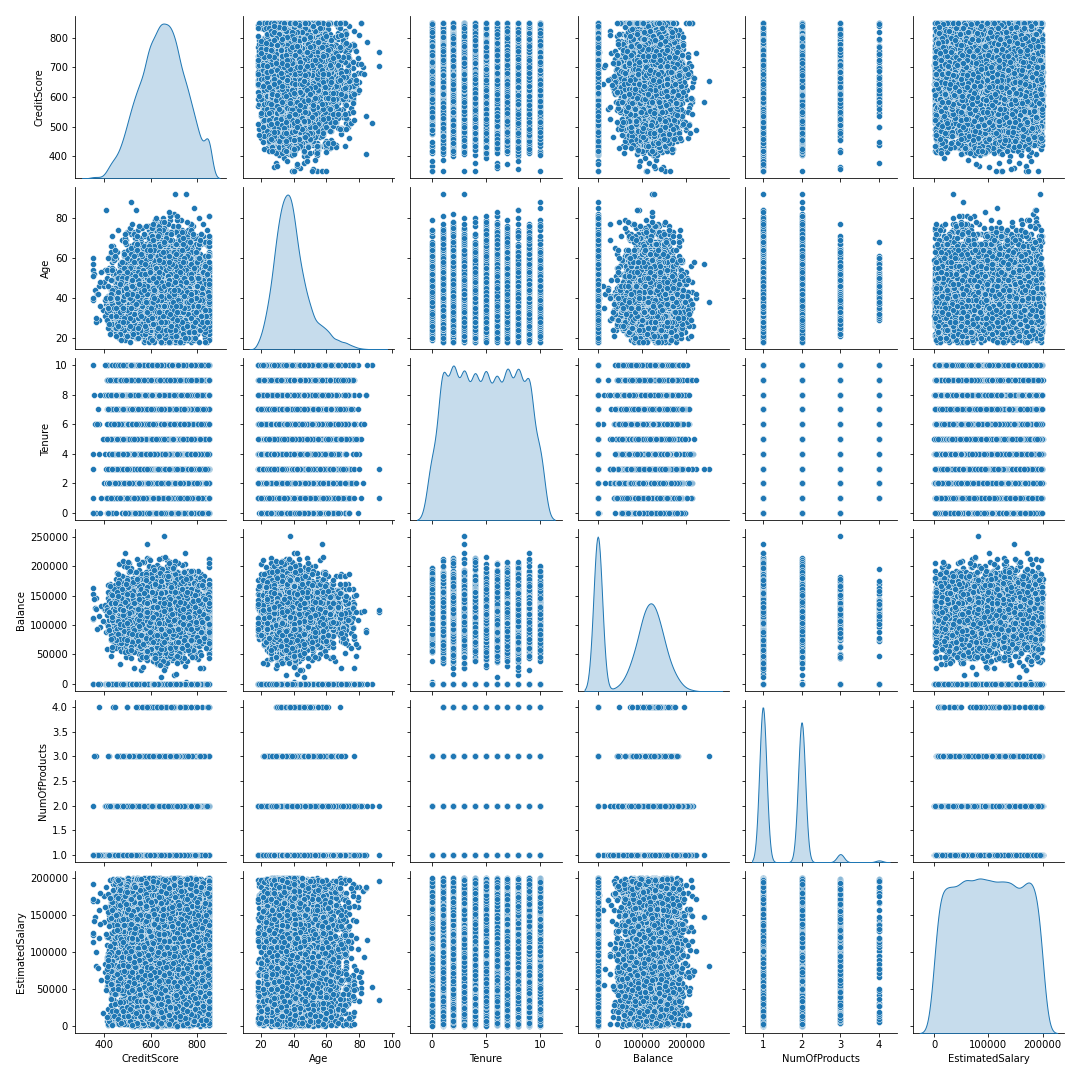 800
700
600
500
400
CreditScore
80
60
40
20
Age
10
8
6
4
2
0
Tenure
250000
200000
150000
100000
50000
0
Balance
4.0
3.5
3.0
2.5
2.0
1.5
1.0
NumOfProducts
200000
150000
100000
50000
0
EstimatedSalary
400 600 800
20 40 60 80 100
0 5 10
0 100000 200000
1 2 3 4
0 100000 200000
CreditScore Age Tenure Balance NumOfProducts EstimatedSalary